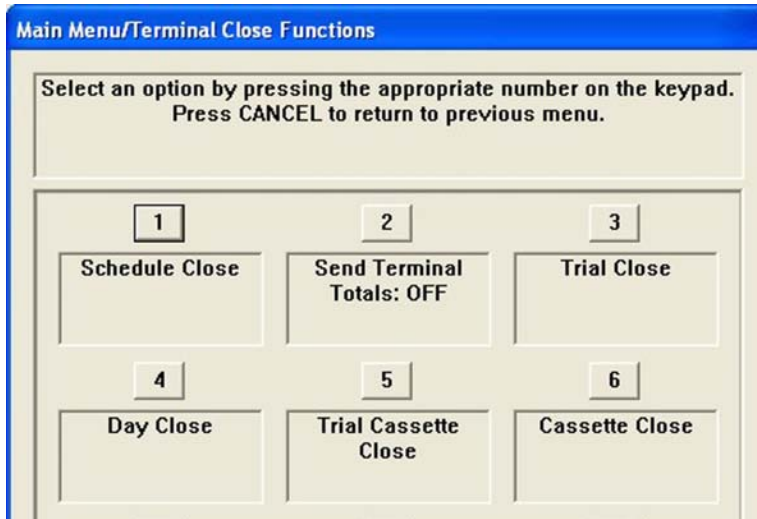 Main Menu/Terminal Close Functions
Select an option by pressing the appropriate number on the keypad.
Press CANCEL to return to previous menu.
1
2
3
Schedule Close
Send Terminal
Totals: OFF
Trial Close
4
5
6
Day Close
Trial Cassette
Close
Cassette Close